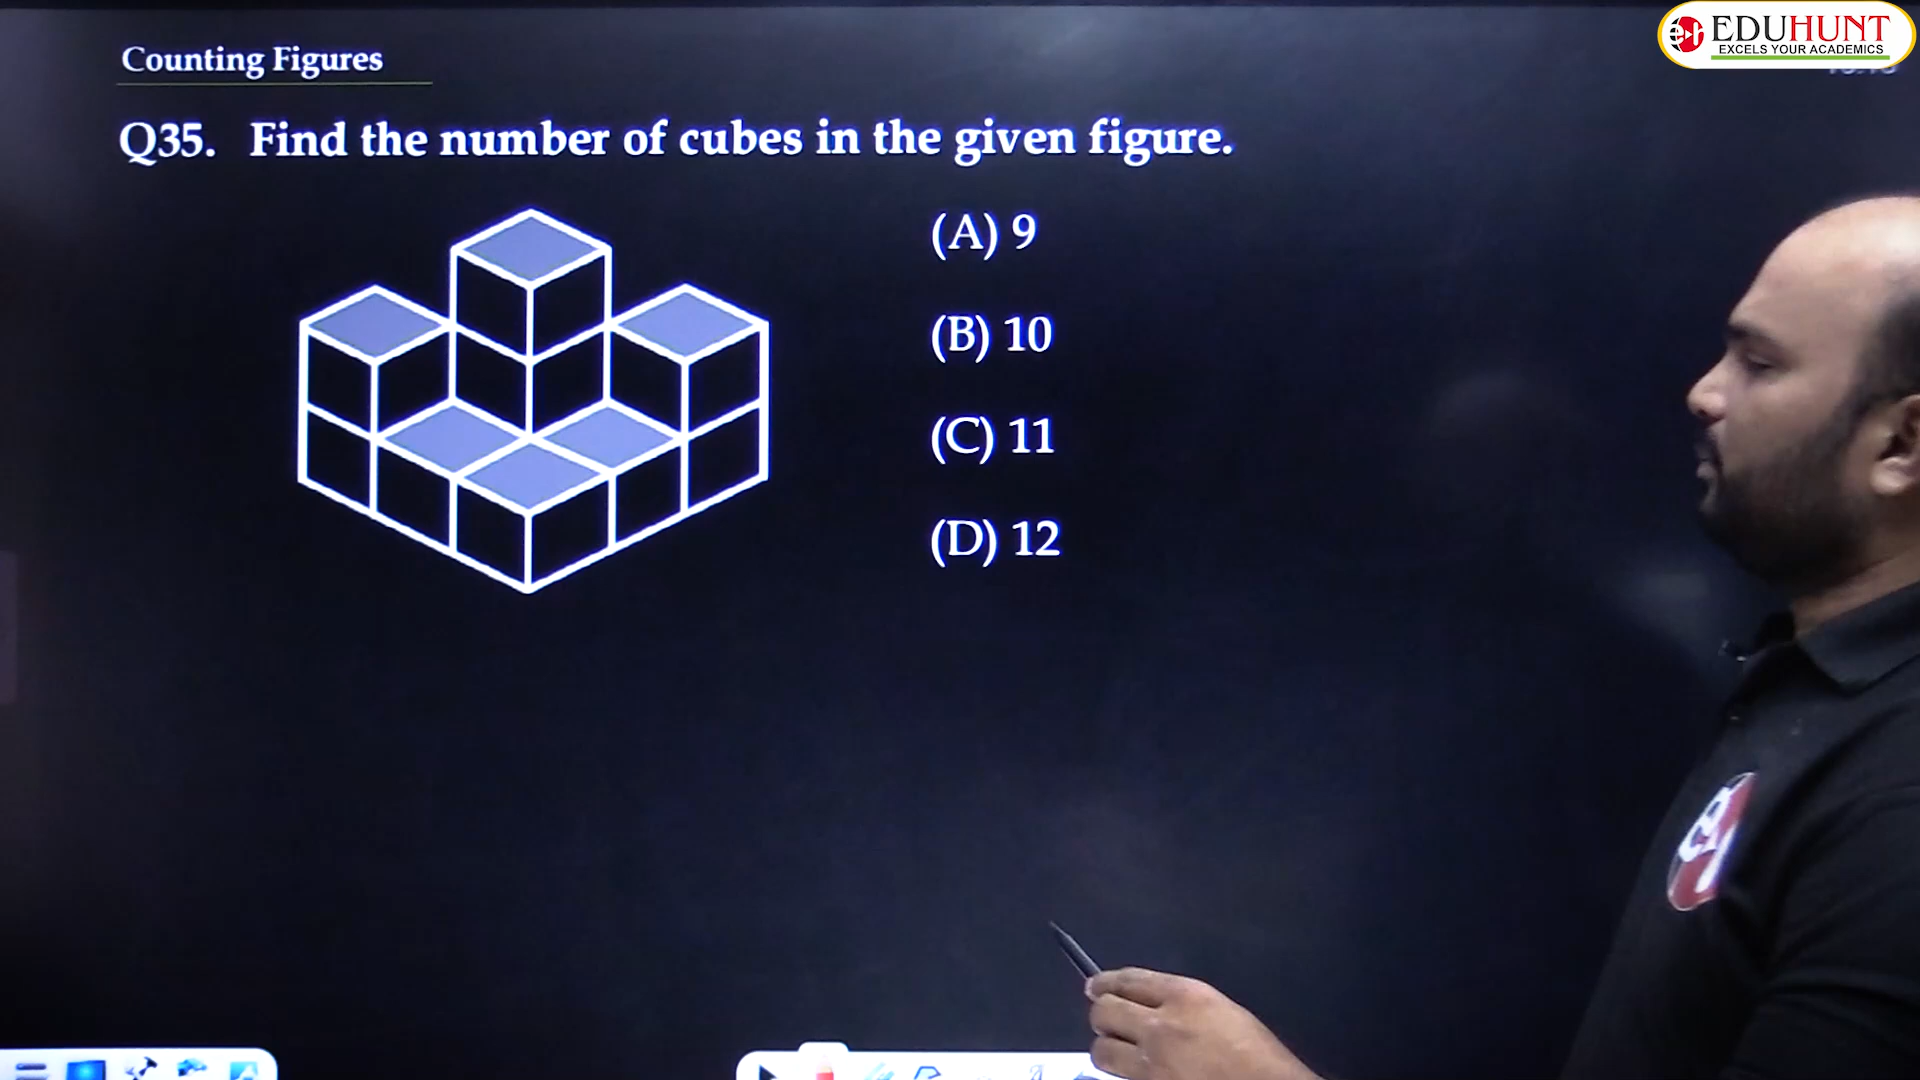 Counting Figures
EDUHUNT
EXCELS YOUR ACADEMICS
Q35. Find the number of cubes in the given figure.
(A) 9
(B) 10
(C) 11
(D) 12